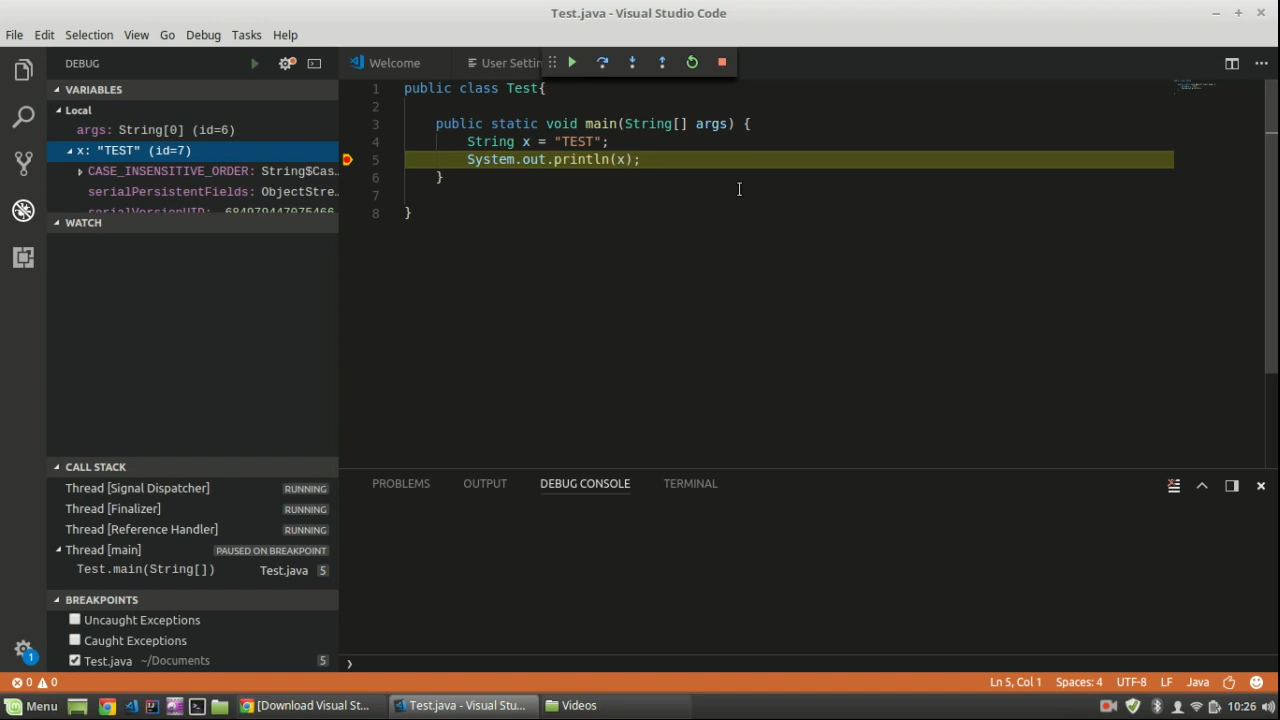 Test.java - Visual Studio Code
File Edit Selection View Go Debug Tasks Help
DEBUG
VARIABLES
Local
args: String[0] (id=6)
x: "TEST" (id=7)
CASE_INSENSITIVE_ORDER: String$Cas…
serialPersistentFields: ObjectStre…
WATCH
CALL STACK
Thread [Signal Dispatcher] RUNNING
Thread [Finalizer] RUNNING
Thread [Reference Handler] RUNNING
Thread [main] PAUSED ON BREAKPOINT
Test.main(String[]) Test.java 5
BREAKPOINTS
Uncaught Exceptions
Caught Exceptions
Test.java ~/Documents 5
Welcome User Settin
1 public class Test{
2
3 public static void main(String[] args) {
4 String x = "TEST";
5 System.out.println(x);
6 }
7
8 }
PROBLEMS OUTPUT DEBUG CONSOLE TERMINAL
1
0 0 Ln 5, Col 1 Spaces: 4 UTF-8 LF Java
Menu [Download Visual St... Test.java - Visual Stu... Videos 10:26